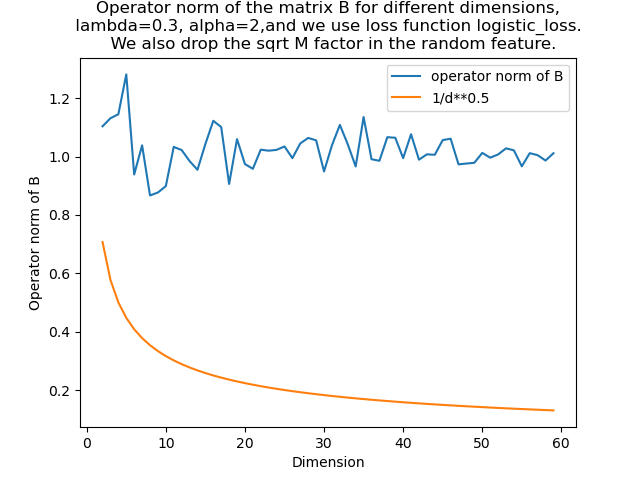 Operator norm of the matrix B for different dimensions,
lambda=0.3, alpha=2,and we use loss function logistic_loss.
We also drop the sqrt M factor in the random feature.
operator norm of B
1/d**0.5
Operator norm of B
1.2
1.0
0.8
0.6
0.4
0.2
0 10 20 30 40 50 60
Dimension